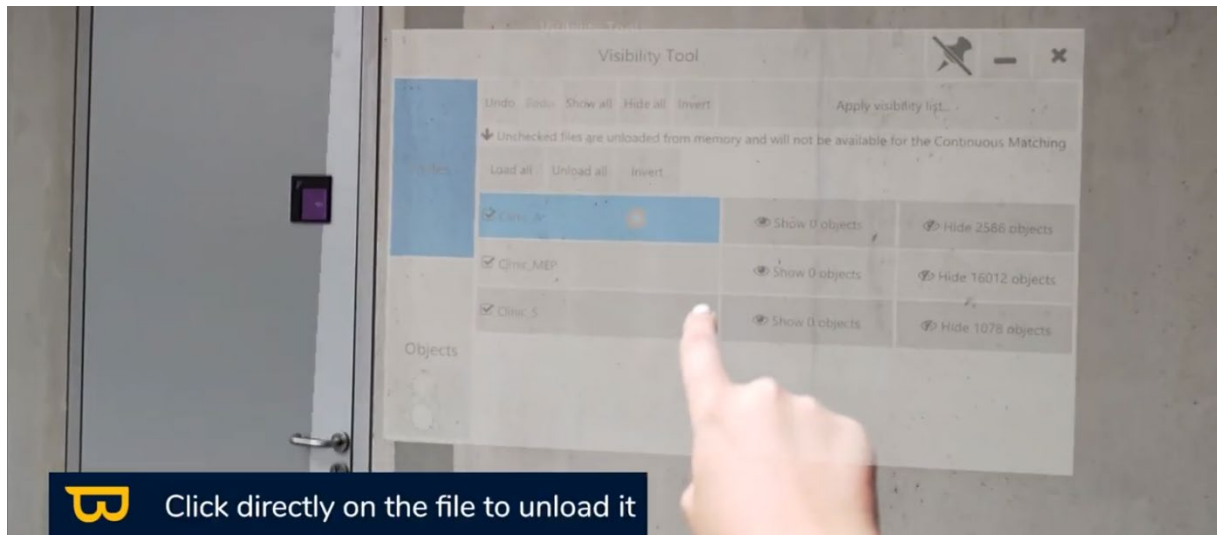 Visibility Tool
Undo Redo Show all Hide all Invert Apply visibility list...
Unchecked files are unloaded from memory and will not be available for the Continuous Matching
Load all Unload all Invert
Show 0 objects Hide 2586 objects
Clinic_MEP Show 0 objects Hide 16012 objects
Clinic_S Show 0 objects Hide 1078 objects
Objects
Click directly on the file to unload it